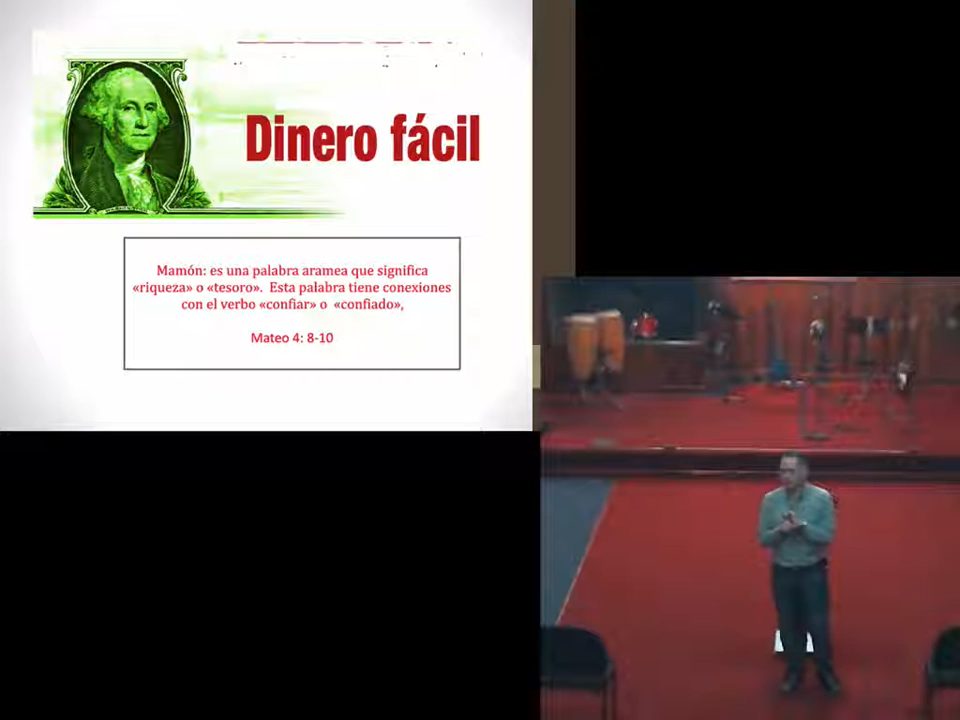 Dinero fácil
Mamón: es una palabra aramea que significa
«riqueza» o «tesoro».  Esta palabra tiene conexiones
con el verbo «confiar» o  «confiado»,
Mateo 4: 8-10